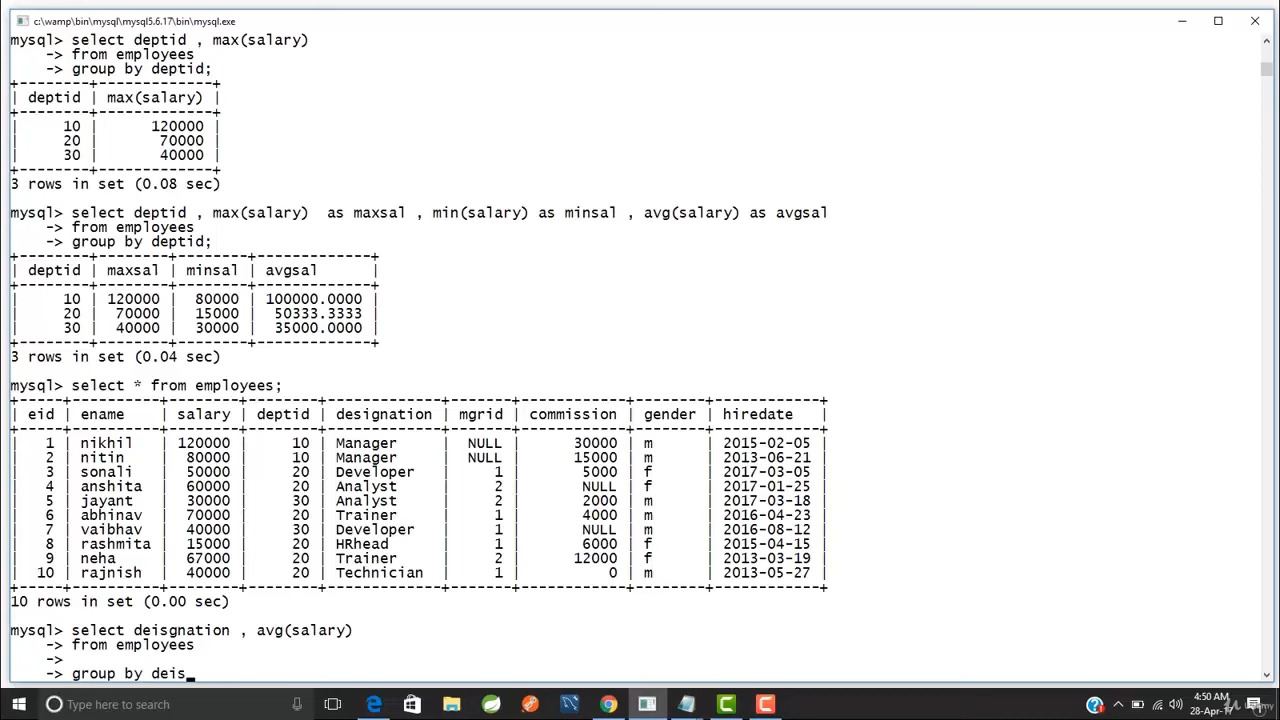 c:\wamp\bin\mysql\mysql5.6.17\bin\mysql.exe
mysql> select deptid , max(salary)
    -> from employees
    -> group by deptid;
+--------+-------------+
| deptid | max(salary) |
+--------+-------------+
|     10 |      120000 |
|     20 |       70000 |
|     30 |       40000 |
+--------+-------------+
3 rows in set (0.08 sec)
mysql> select deptid , max(salary)  as maxsal , min(salary) as minsal , avg(salary) as avgsal
    -> from employees
    -> group by deptid;
+--------+--------+--------+-------------+
| deptid | maxsal | minsal | avgsal      |
+--------+--------+--------+-------------+
|     10 | 120000 |  80000 | 100000.0000 |
|     20 |  70000 |  15000 |  50333.3333 |
|     30 |  40000 |  30000 |  35000.0000 |
+--------+--------+--------+-------------+
3 rows in set (0.04 sec)
mysql> select * from employees;
+-----+----------+--------+--------+-------------+-------+------------+--------+------------+
| eid | ename    | salary | deptid | designation | mgrid | commission | gender | hiredate   |
+-----+----------+--------+--------+-------------+-------+------------+--------+------------+
|   1 | nikhil   | 120000 |     10 | Manager     |  NULL |      30000 | m      | 2015-02-05 |
|   2 | nitin    |  80000 |     10 | Manager     |  NULL |      15000 | m      | 2013-06-21 |
|   3 | sonali   |  50000 |     20 | Developer   |     1 |       5000 | f      | 2017-03-05 |
|   4 | anshita  |  60000 |     20 | Analyst     |     2 |       NULL | f      | 2017-01-25 |
|   5 | jayant   |  30000 |     30 | Analyst     |     2 |       2000 | m      | 2017-03-18 |
|   6 | abhinav  |  70000 |     20 | Trainer     |     1 |       4000 | m      | 2016-04-23 |
|   7 | vaibhav  |  40000 |     30 | Developer   |     1 |       NULL | m      | 2016-08-12 |
|   8 | rashmita |  15000 |     20 | HRhead      |     1 |       6000 | f      | 2015-04-15 |
|   9 | neha     |  67000 |     20 | Trainer     |     2 |      12000 | f      | 2013-03-19 |
|  10 | rajnish  |  40000 |     20 | Technician  |     1 |          0 | m      | 2013-05-27 |
+-----+----------+--------+--------+-------------+-------+------------+--------+------------+
10 rows in set (0.00 sec)
mysql> select deisgnation , avg(salary)
    -> from employees
    ->
    -> group by deis_
Type here to search
4:50 AM
28-Apr-